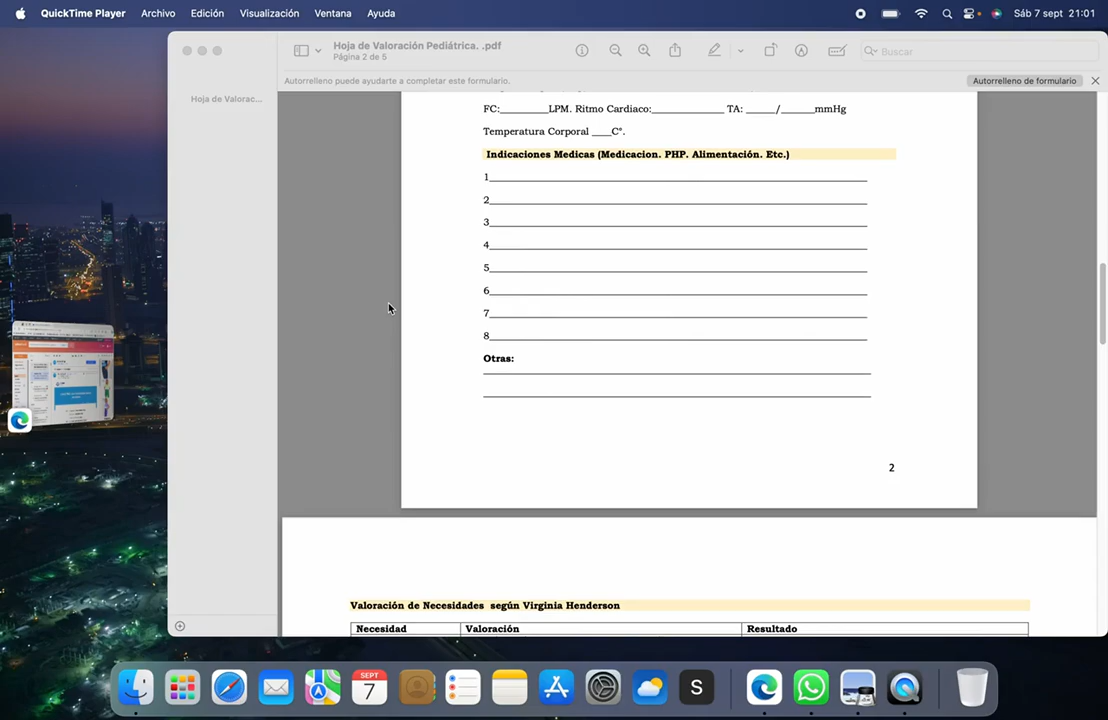 QuickTime Player Archivo Edición Visualización Ventana Ayuda Sáb 7 sept 21:01
Hoja de Valoración Pediátrica. .pdf
Página 2 de 5
Buscar
Autorrelleno puede ayudarte a completar este formulario.
Autorrelleno de formulario
Hoja de Valorac...
FC:________LPM. Ritmo Cardiaco:____________ TA: _____/______mmHg
Temperatura Corporal ____C°.
Indicaciones Medicas (Medicacion. PHP. Alimentación. Etc.)
1
2
3
4
5
6
7
8
Otras:
2
Valoración de Necesidades según Virginia Henderson
Necesidad Valoración Resultado
SEPT
7
S